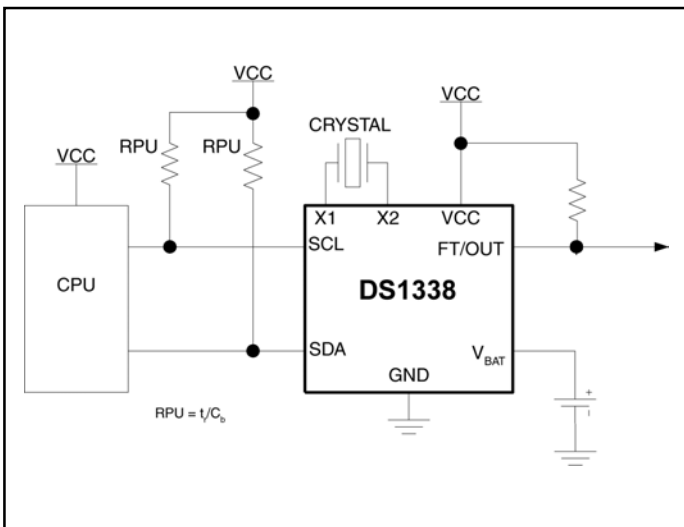 VCC
VCC
CRYSTAL
RPU
RPU
VCC
X1
X2
VCC
SCL
FT/OUT
CPU
DS1338
SDA
VBAT
GND
+
-
RPU = tr/Cb